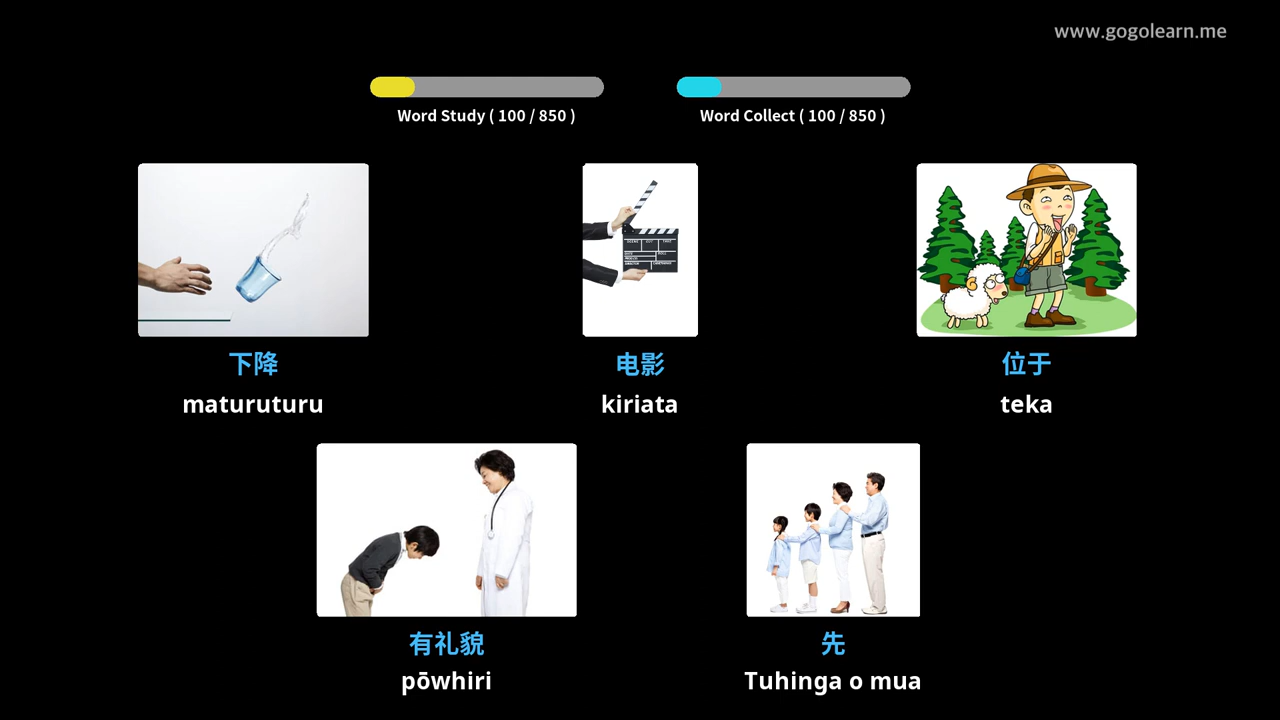 www.gogolearn.me
Word Study ( 100 / 850 )
Word Collect ( 100 / 850 )
下降
maturuturu
电影
kiriata
位于
teka
有礼貌
pōwhiri
先
Tuhinga o mua